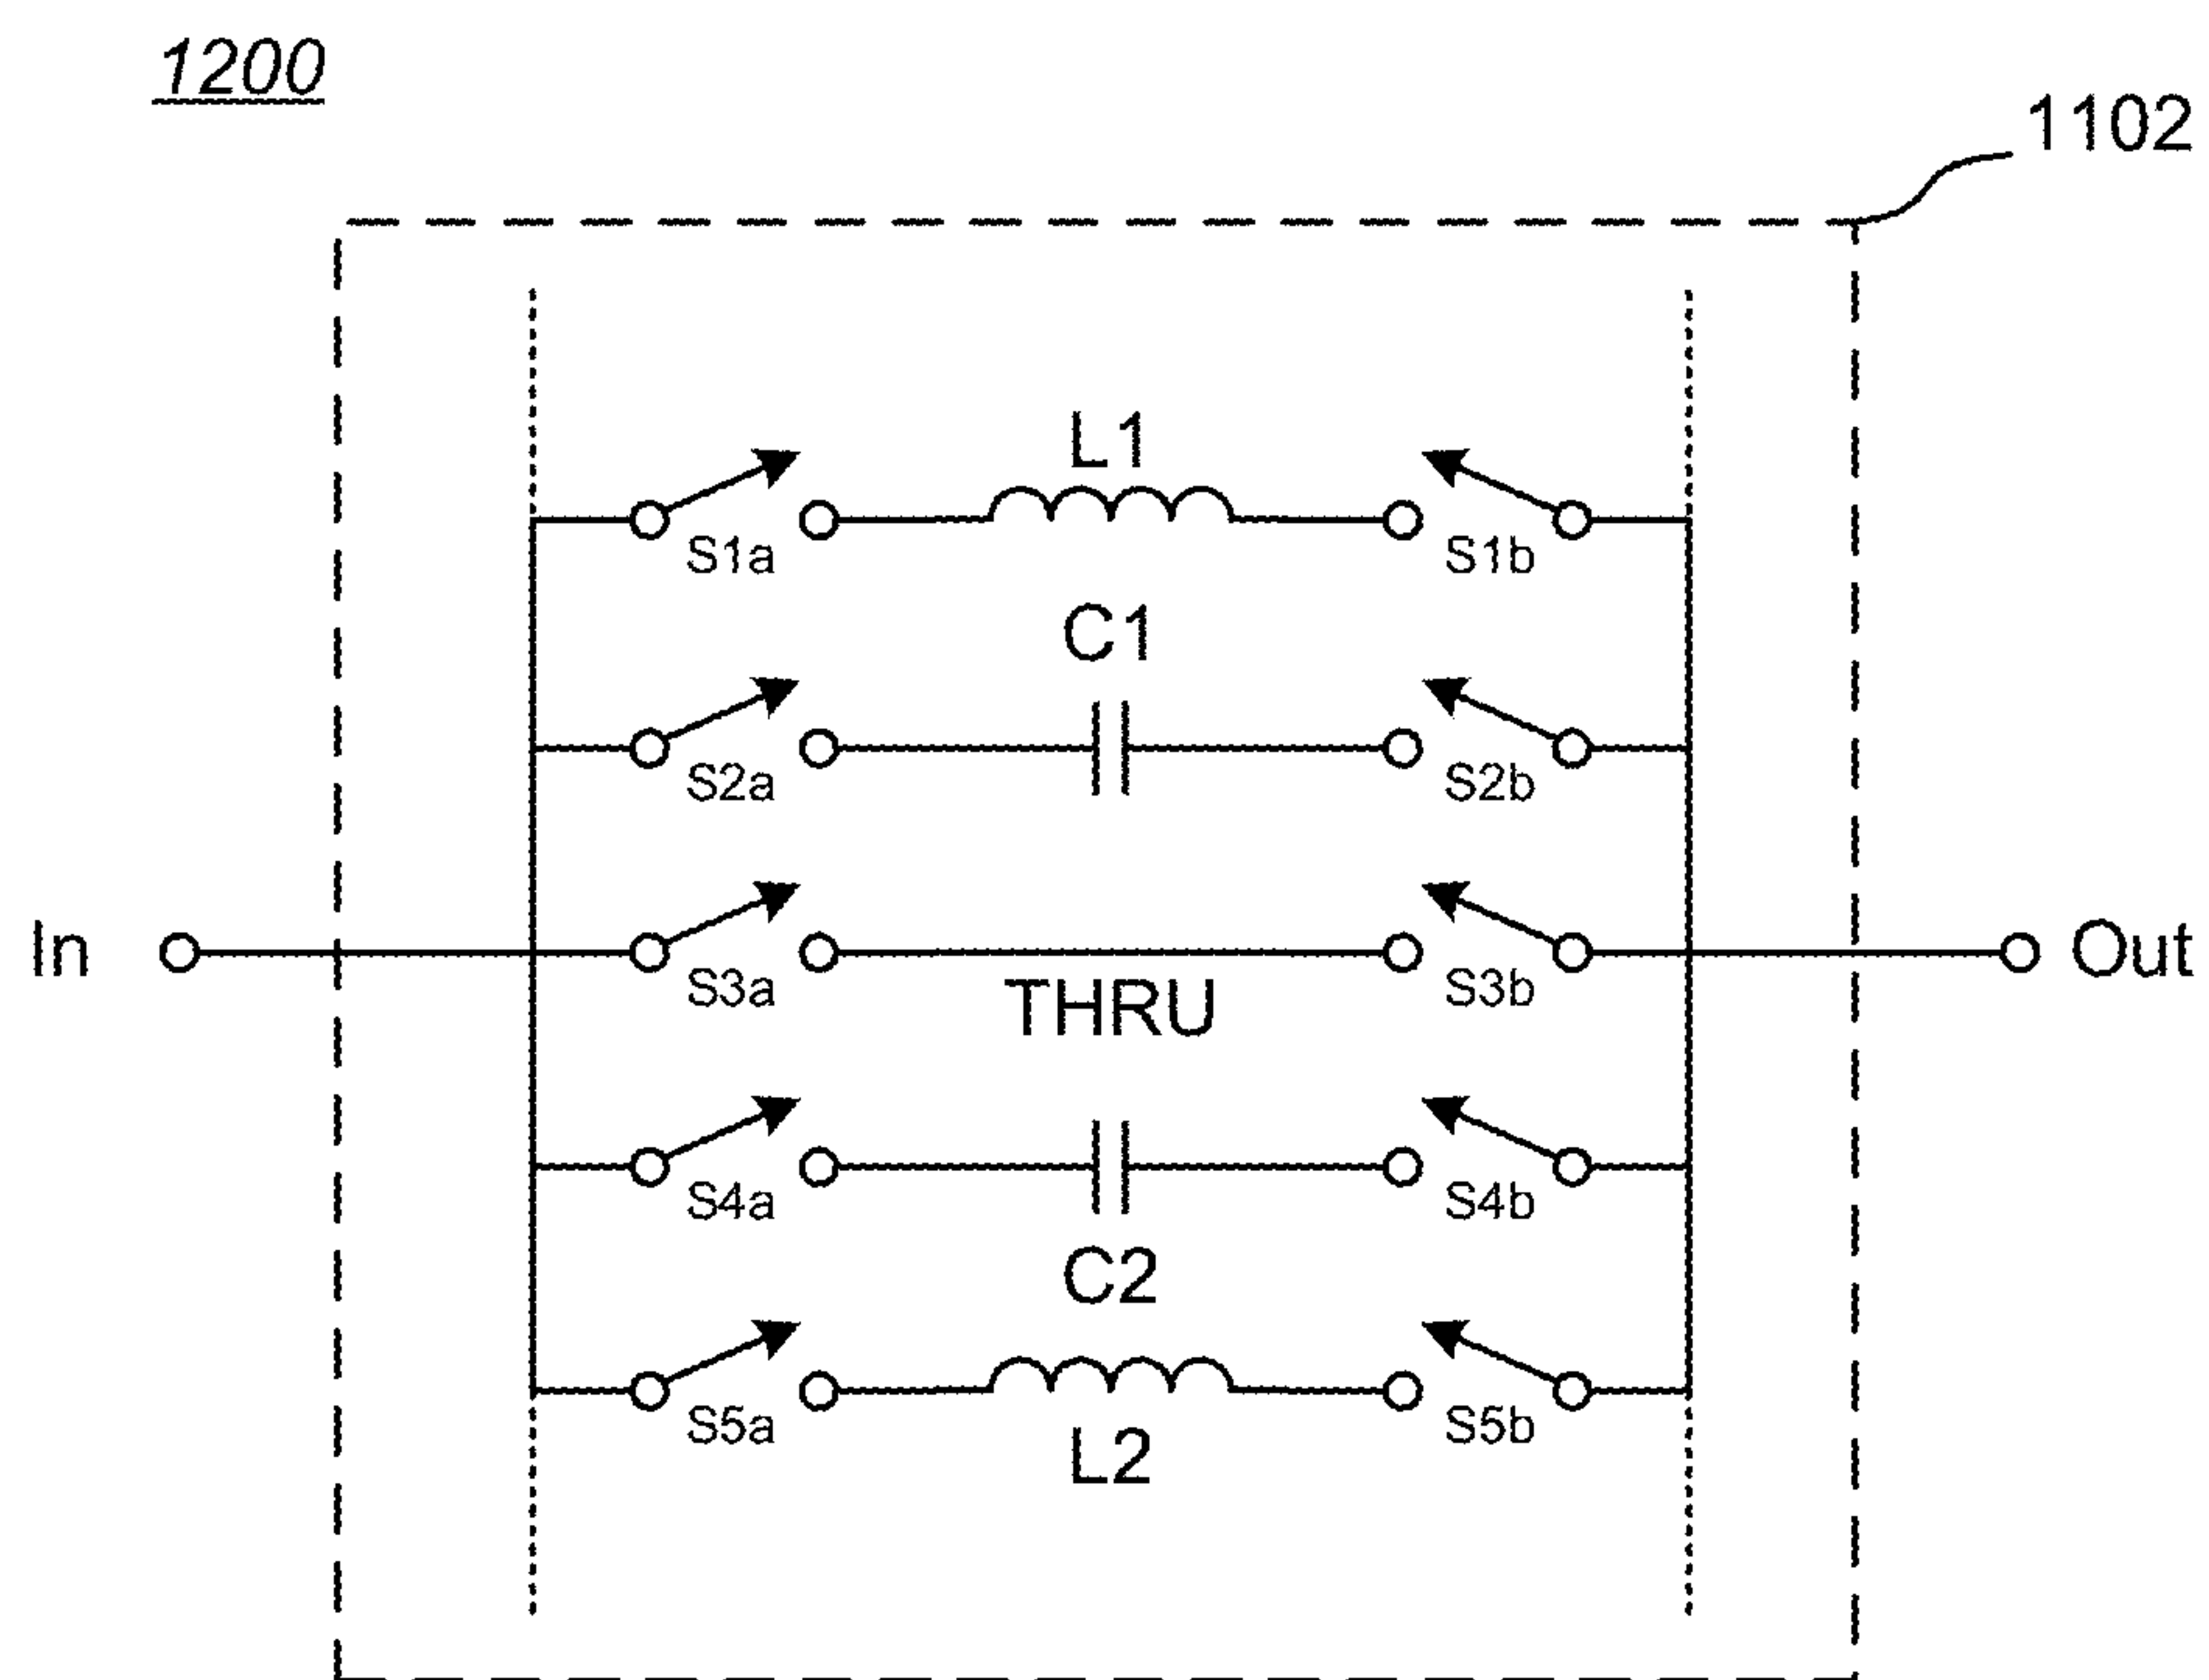 1200
1102
L1
S1a S1b
C1
S2a S2b
In S3a THRU S3b Out
S4a S4b
C2
S5a S5b
L2